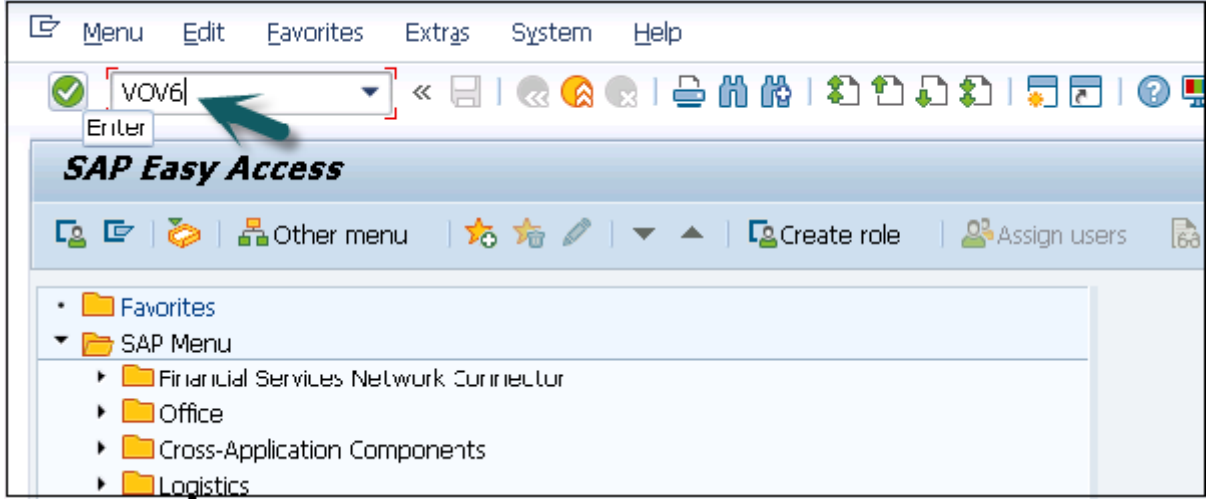 Menu Edit Favorites Extras System Help
VOV6
Enter
SAP Easy Access
Other menu Create role Assign users
Favorites
SAP Menu
Financial Services Network Connector
Office
Cross-Application Components
Logistics